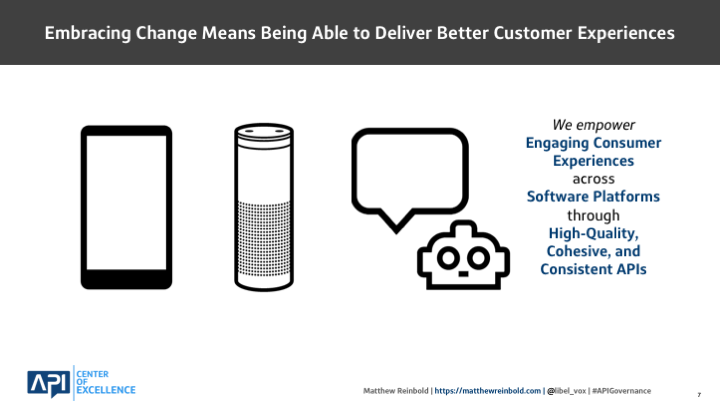 Embracing Change Means Being Able to Deliver Better Customer Experiences
We empower
Engaging Consumer
Experiences
across
Software Platforms
through
High-Quality,
Cohesive, and
Consistent APIs
API
CENTER
OF
EXCELLENCE
Matthew Reinbold | https://matthewreinbold.com | @libel_vox | #APIGovernance
7